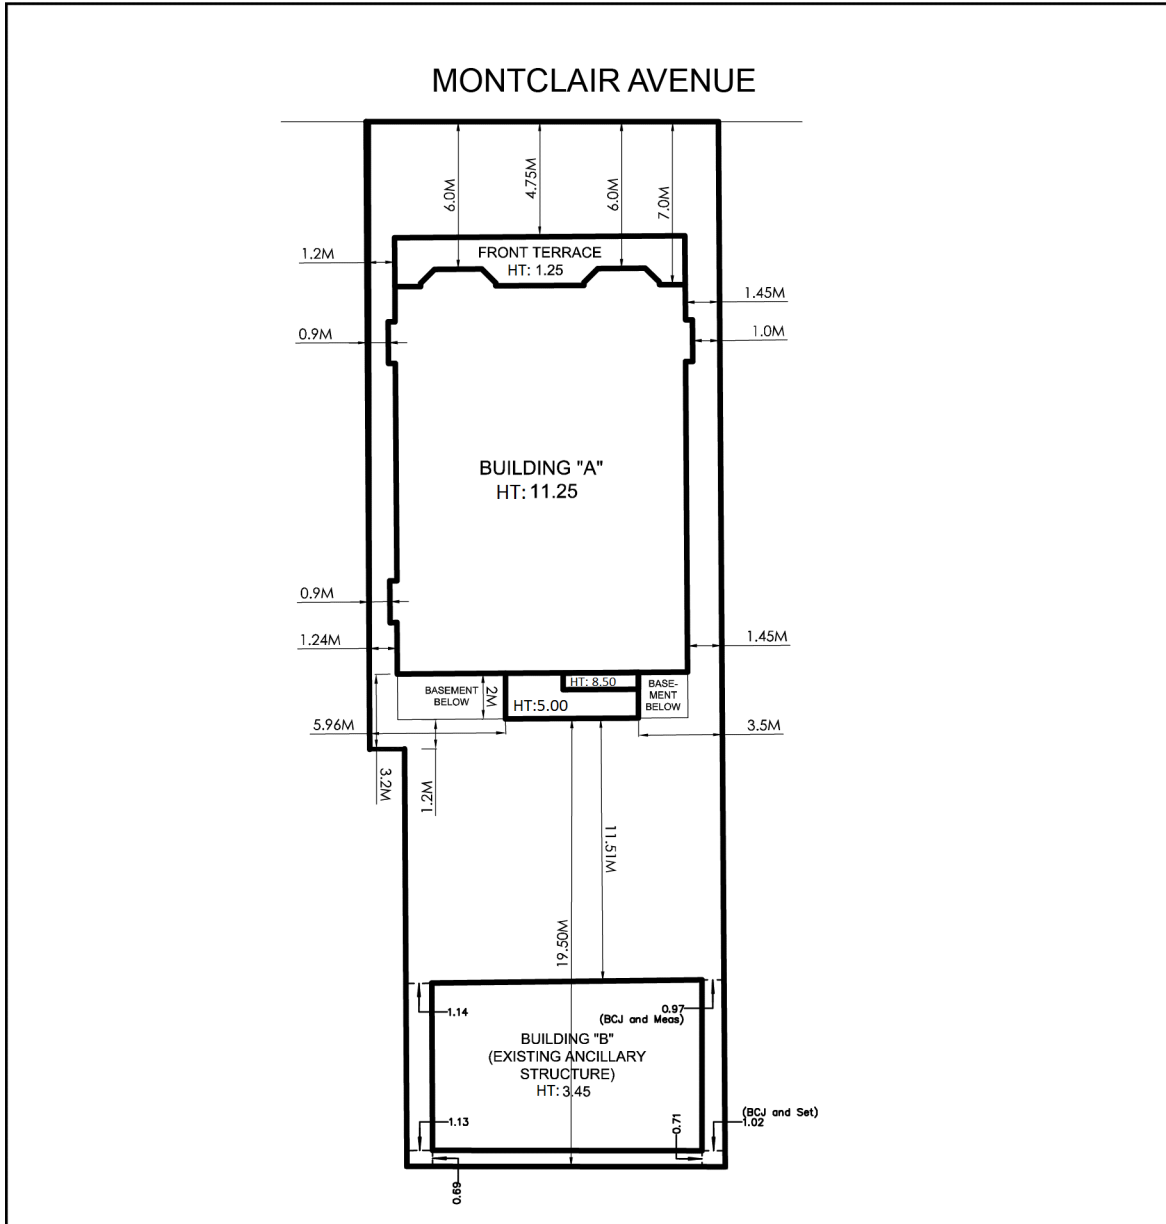 MONTCLAIR AVENUE
6.0M
4.75M
6.0M
7.0M
1.2M
FRONT TERRACE
HT: 1.25
1.45M
0.9M
1.0M
BUILDING "A"
HT: 11.25
0.9M
1.24M
1.45M
BASEMENT
BELOW
2M
HT: 8.50
HT:5.00
BASE-
MENT
BELOW
5.96M
3.5M
3.2M
1.2M
11.51M
19.50M
1.14
0.97
(BCJ and Meas)
BUILDING "B"
(EXISTING ANCILLARY
STRUCTURE)
HT: 3.45
1.13
0.71
(BCJ and Set)
1.02
0.69